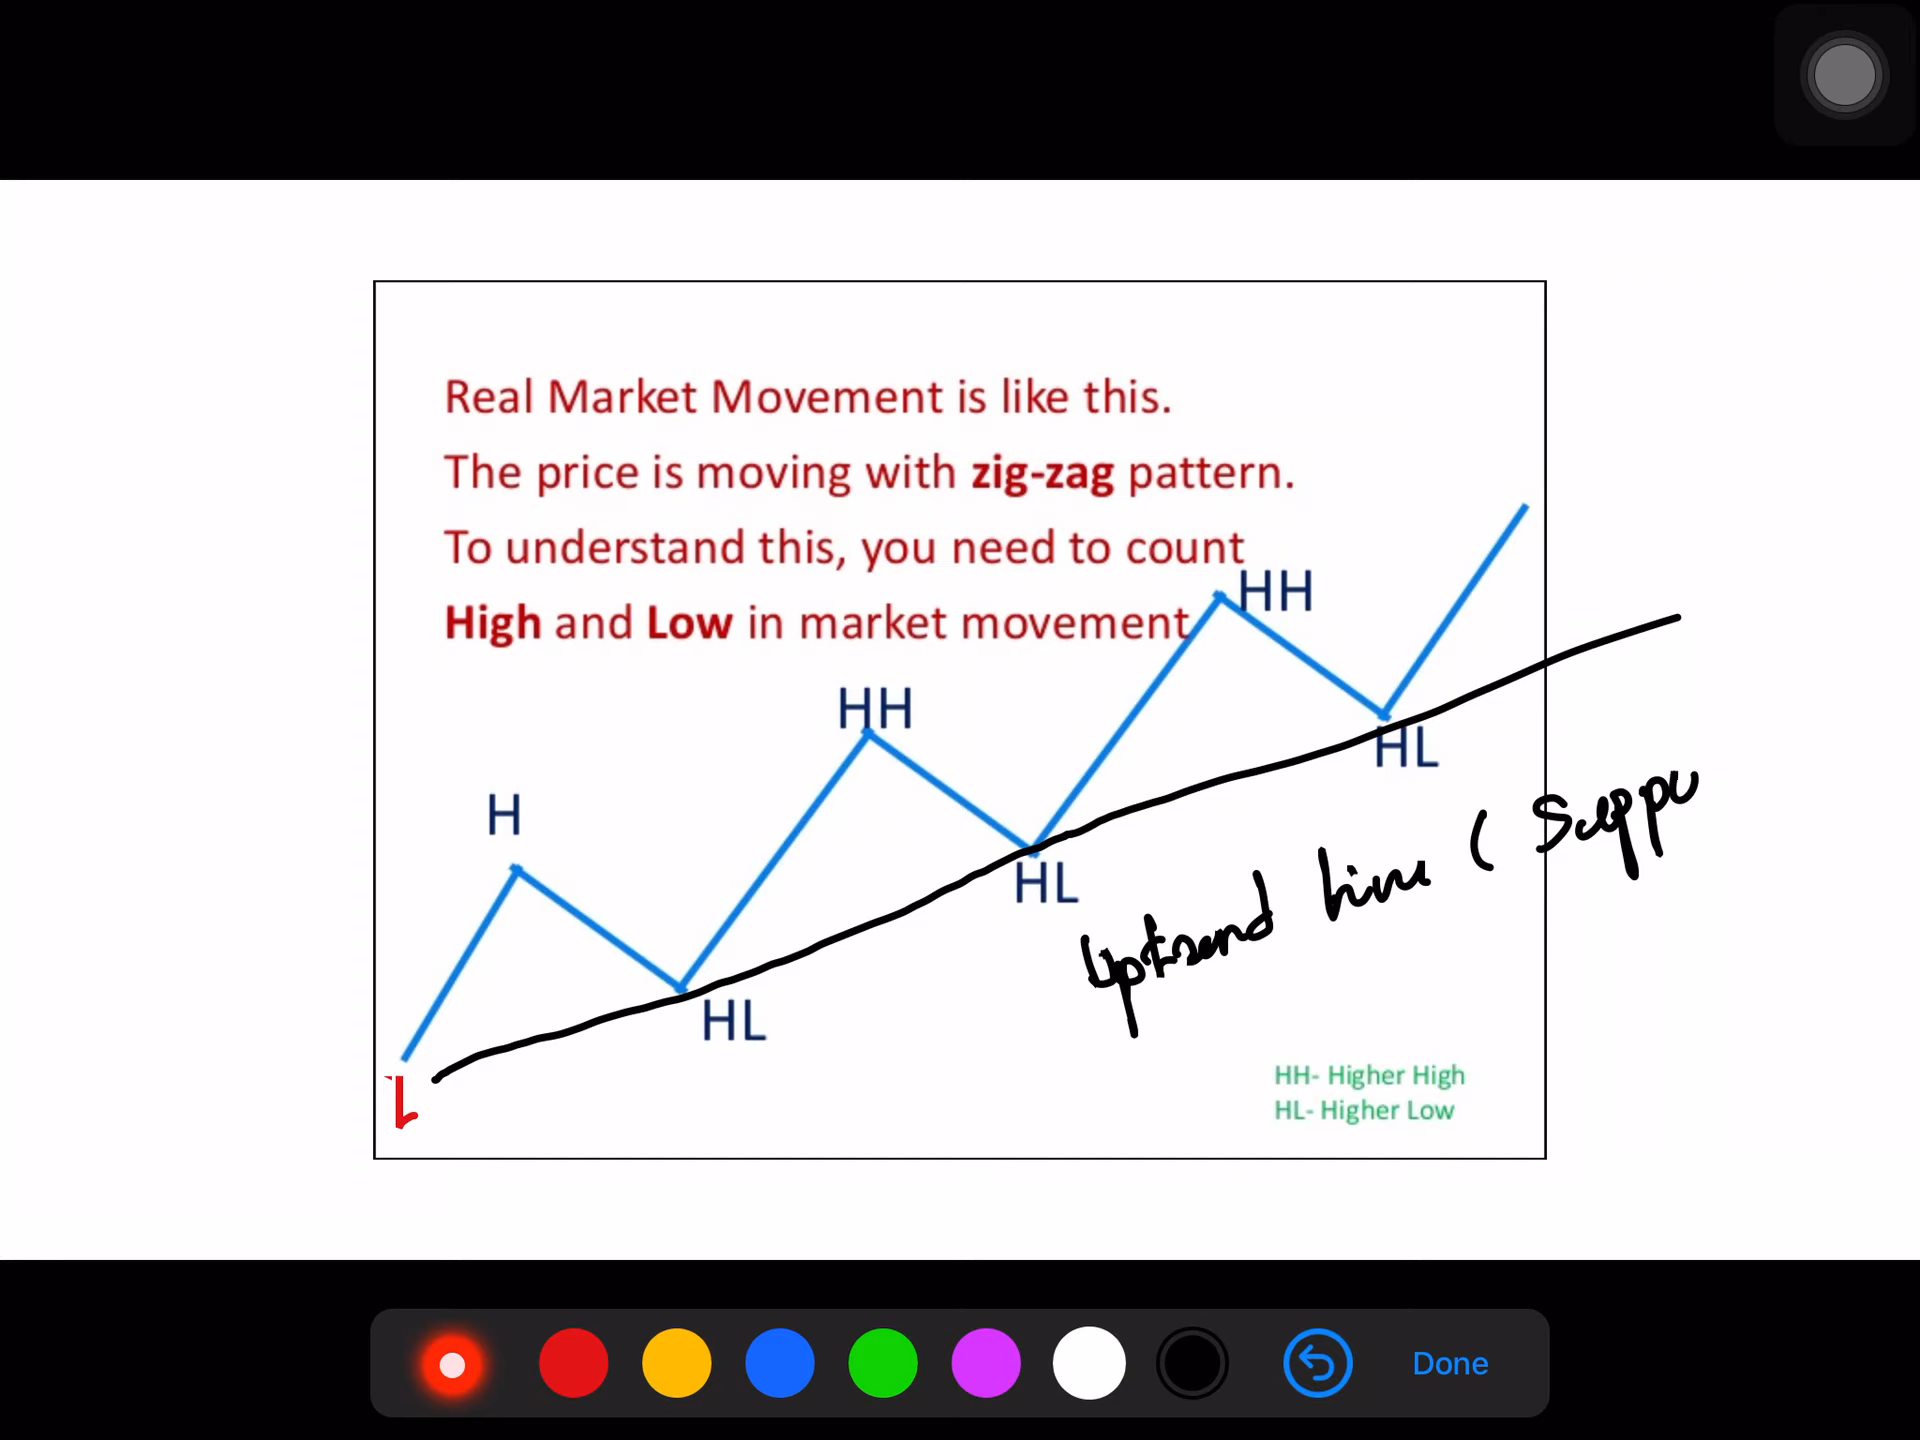 Real Market Movement is like this.
The price is moving with zig-zag pattern.
To understand this, you need to count
High and Low in market movement
HH
HH
HL
H
HL
Uptrend line ( Suppo
HL
L
HH- Higher High
HL- Higher Low
Done